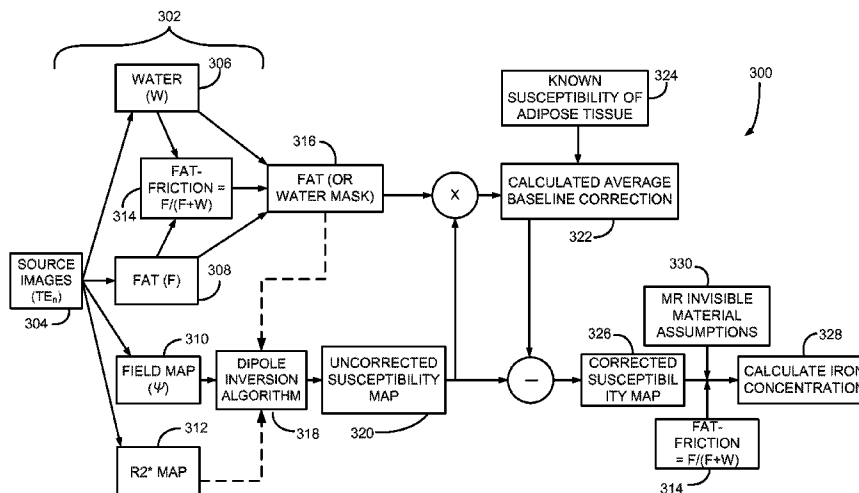 302
WATER
(W)
306
KNOWN
SUSCEPTIBILITY OF
ADIPOSE TISSUE
324
300
316
FAT-
FRICTION =
F/(F+W)
314
FAT (OR
WATER MASK)
X
CALCULATED AVERAGE
BASELINE CORRECTION
322
SOURCE
IMAGES
(TEn)
304
FAT (F)
308
330
MR INVISIBLE
MATERIAL
ASSUMPTIONS
310
FIELD MAP
(Ψ)
DIPOLE
INVERSION
ALGORITHM
318
UNCORRECTED
SUSCEPTIBILITY
MAP
320
−
326
CORRECTED
SUSCEPTIBIL
ITY MAP
328
CALCULATE IRON
CONCENTRATION
312
R2* MAP
FAT-
FRICTION
= F/(F+W)
314